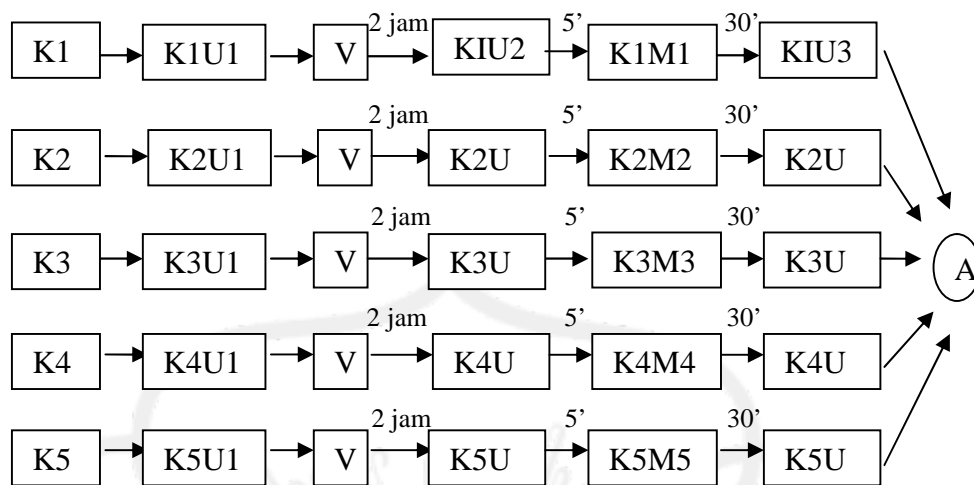 2 jam 5’ 30’
K1 K1U1 V KIU2 K1M1 KIU3
2 jam 5’ 30’
K2 K2U1 V K2U K2M2 K2U
2 jam 5’ 30’
K3 K3U1 V K3U K3M3 K3U A
2 jam 5’ 30’
K4 K4U1 V K4U K4M4 K4U
2 jam 5’ 30’
K5 K5U1 V K5U K5M5 K5U